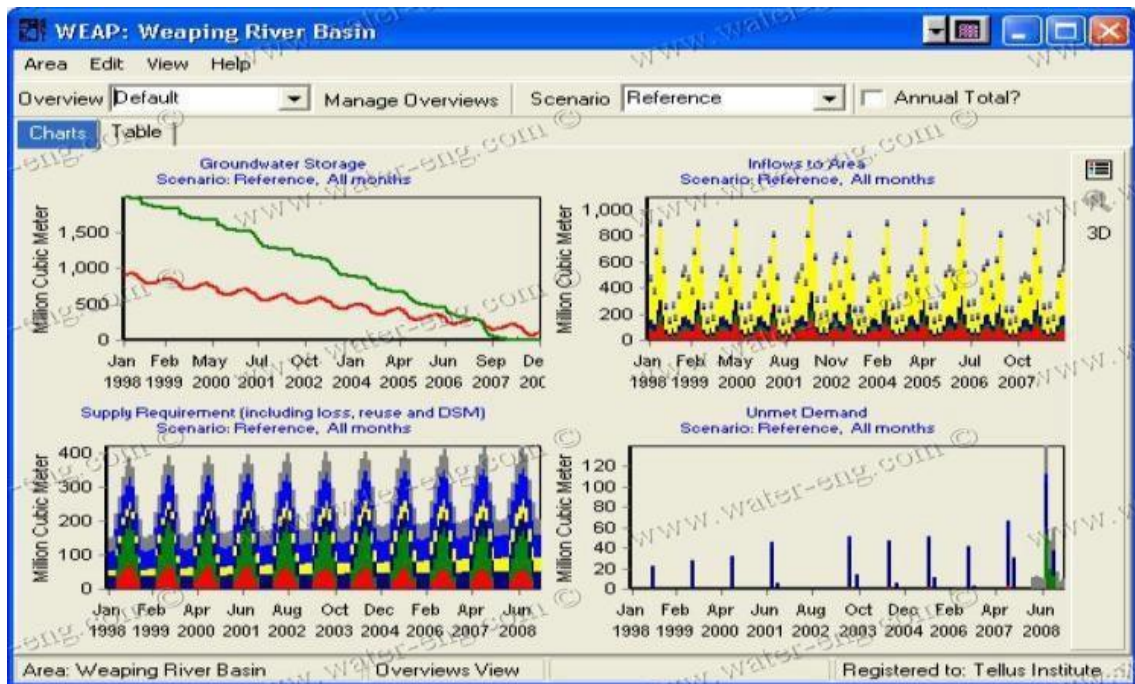 WEAP: Weaping River Basin
Area Edit View Help
Overview Default Manage Overviews Scenario Reference Annual Total?
Charts Table
Groundwater Storage
Scenario: Reference, All months
Million Cubic Meter
1,500
1,000
500
0
Jan Feb May Jul Oct Jan Apr Jun Sep De
1998 1999 2000 2001 2002 2004 2005 2006 2007 200
Inflows to Area
Scenario: Reference, All months
Million Cubic Meter
1,000
800
600
400
200
0
Jan Feb May Aug Nov Feb Apr Jul Oct
1998 1999 2000 2001 2002 2004 2005 2006 2007
3D
Supply Requirement (including loss, reuse and DSM)
Scenario: Reference, All months
Million Cubic Meter
400
300
200
100
0
Jan Feb Apr Jun Aug Oct Dec Feb Apr Jun
1998 1999 2000 2001 2002 2003 2004 2006 2007 2008
Unmet Demand
Scenario: Reference, All months
Million Cubic Meter
120
100
80
60
40
20
0
Jan Feb Apr Jun Aug Oct Dec Feb Apr Jun
1998 1999 2000 2001 2002 2003 2004 2006 2007 2008
Area: Weaping River Basin Overviews View Registered to: Tellus Institute
www.water-eng.com ©